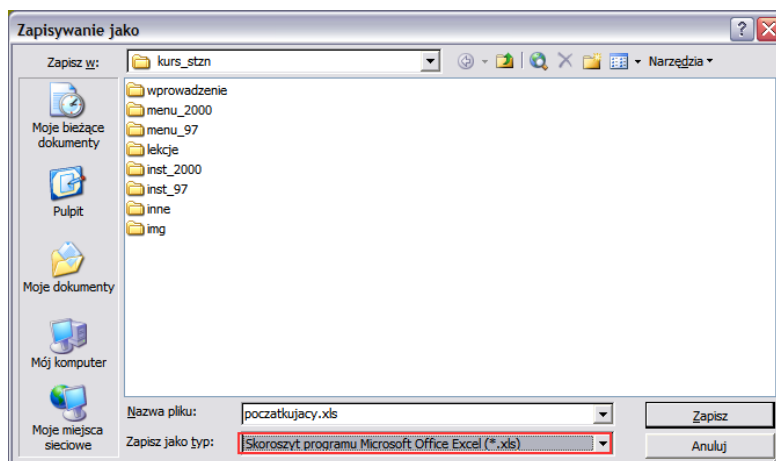 Zapisywanie jako
Zapisz w:
kurs_stzn
Narzędzia
wprowadzenie
menu_2000
menu_97
lekcje
inst_2000
inst_97
inne
img
Moje bieżące
dokumenty
Pulpit
Moje dokumenty
Mój komputer
Moje miejsca
sieciowe
Nazwa pliku:
poczatkujacy.xls
Zapisz
Zapisz jako typ:
Skoroszyt programu Microsoft Office Excel (*.xls)
Anuluj